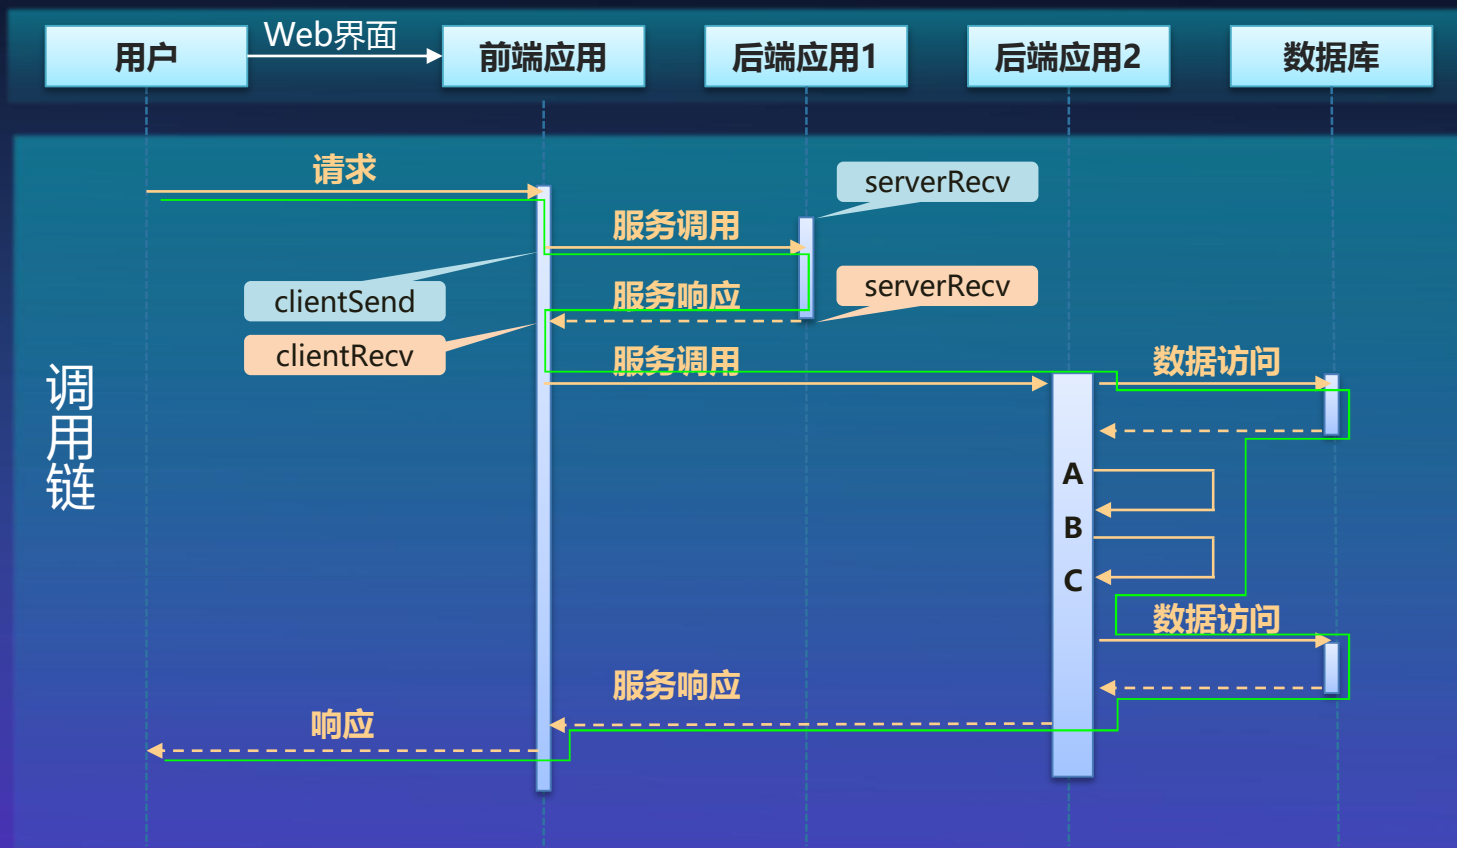 用户
Web界面
前端应用
后端应用1
后端应用2
数据库
请求
serverRecv
服务调用
clientSend
服务响应
serverRecv
clientRecv
服务调用
数据访问
调用链
A
B
C
数据访问
服务响应
响应